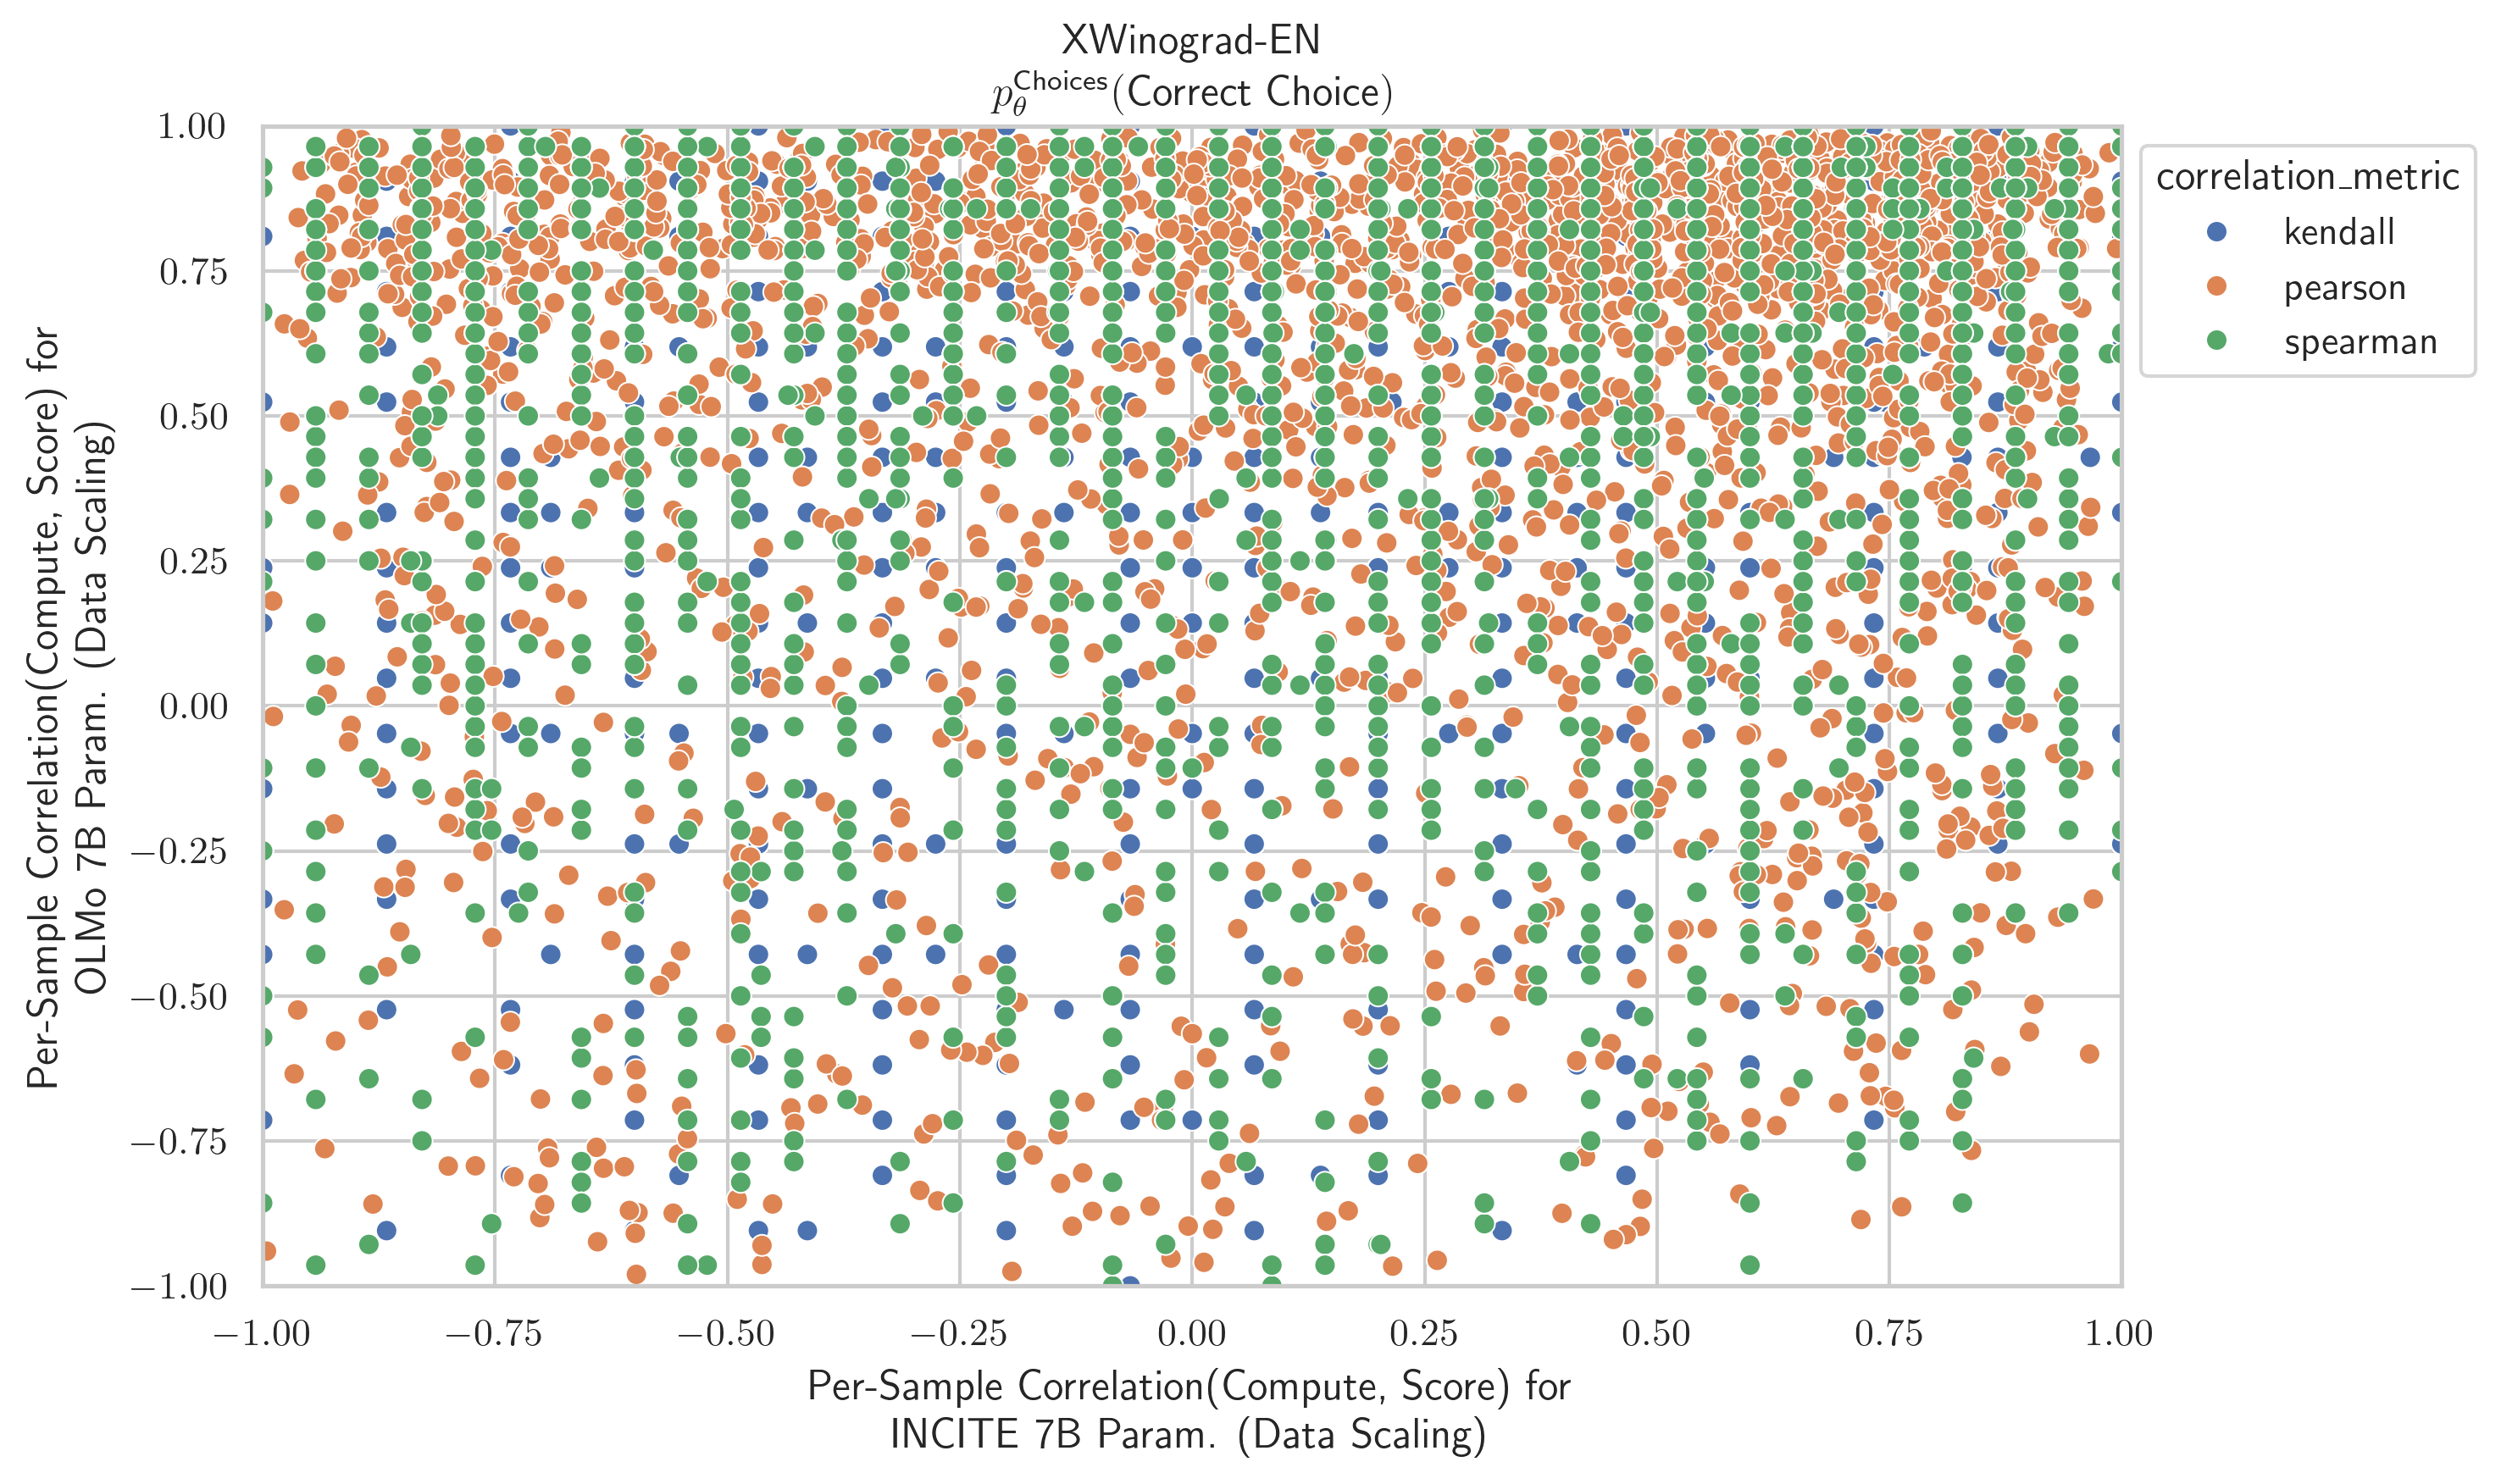 XWinograd-EN
p_θ^Choices(Correct Choice)
1.00
0.75
0.50
0.25
0.00
−0.25
−0.50
−0.75
−1.00
Per-Sample Correlation(Compute, Score) for
OLMo 7B Param. (Data Scaling)
−1.00
−0.75
−0.50
−0.25
0.00
0.25
0.50
0.75
1.00
Per-Sample Correlation(Compute, Score) for
INCITE 7B Param. (Data Scaling)
correlation_metric
kendall
pearson
spearman